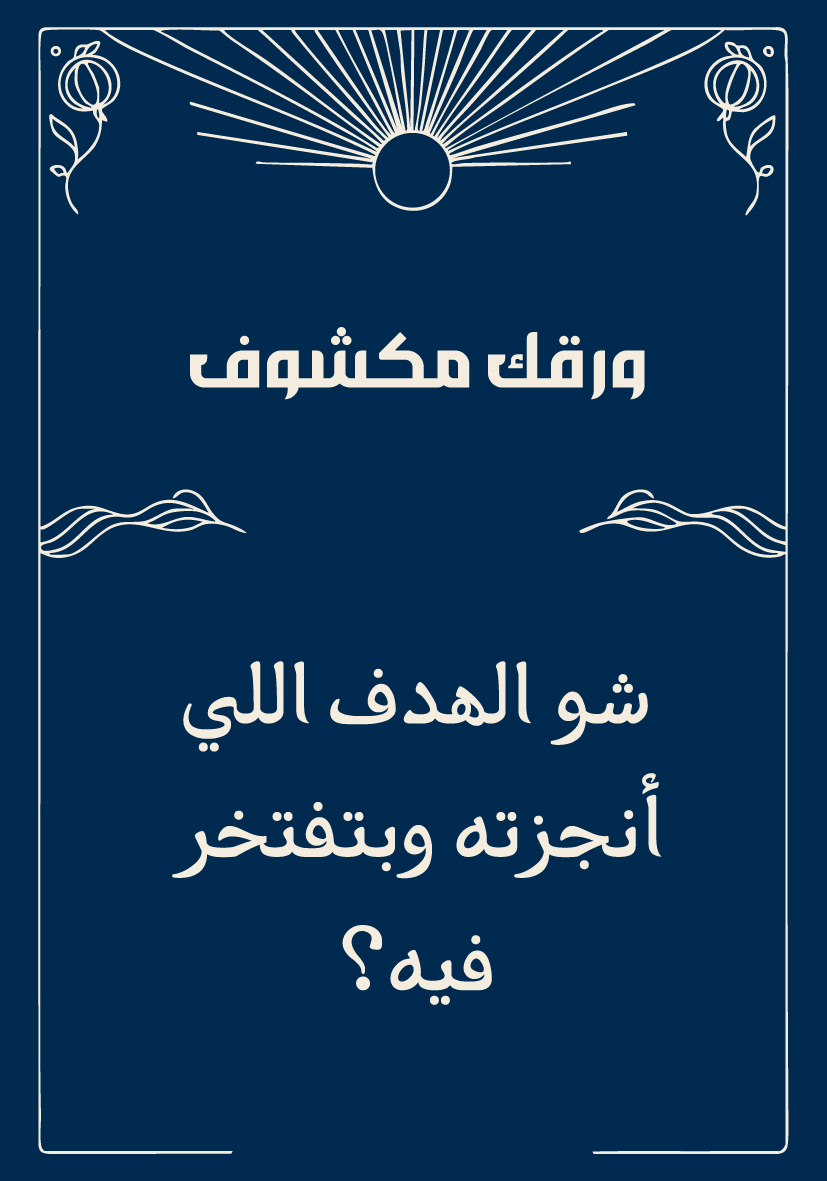 ورقك مكشوف
شو الهدف اللي
أنجزته وبتفتخر
فيه؟